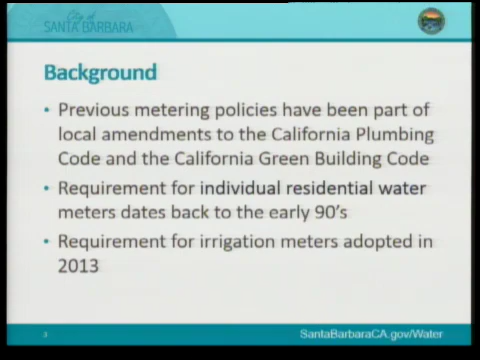 City of
SANTA BARBARA
Background
• Previous metering policies have been part of
local amendments to the California Plumbing
Code and the California Green Building Code
• Requirement for individual residential water
meters dates back to the early 90's
• Requirement for irrigation meters adopted in
2013
3
SantaBarbaraCA.gov/Water